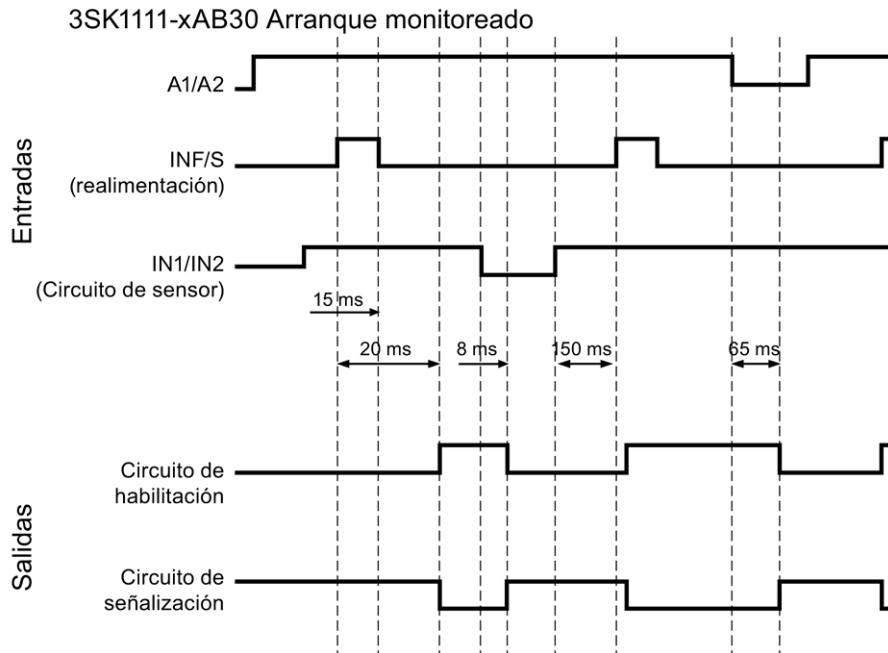 3SK1111-xAB30 Arranque monitoreado
Entradas
A1/A2
INF/S
(realimentación)
IN1/IN2
(Circuito de sensor)
15 ms
20 ms
8 ms
150 ms
65 ms
Salidas
Circuito de
habilitación
Circuito de
señalización